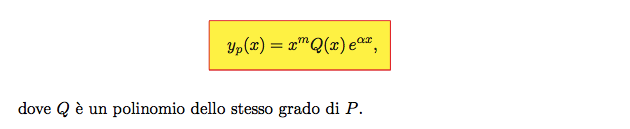 y_p(x) = x^m Q(x) e^{αx},
dove Q è un polinomio dello stesso grado di P.